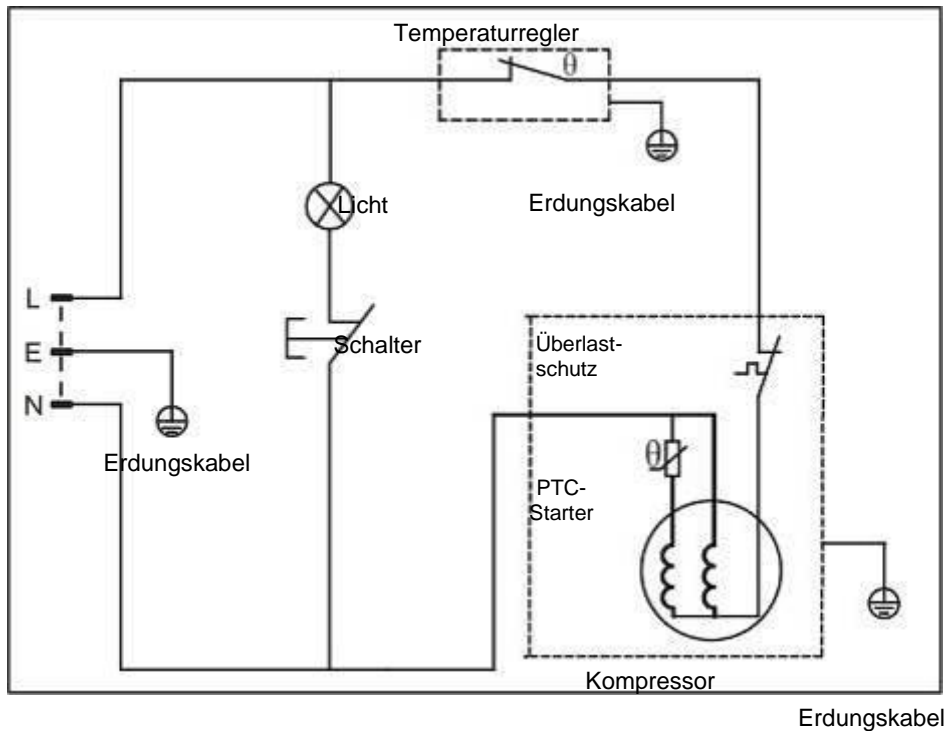 Temperaturregler
θ
Licht
Erdungskabel
L
Schalter
Überlast-
schutz
E
N
Erdungskabel
θ
PTC-
Starter
Kompressor
Erdungskabel